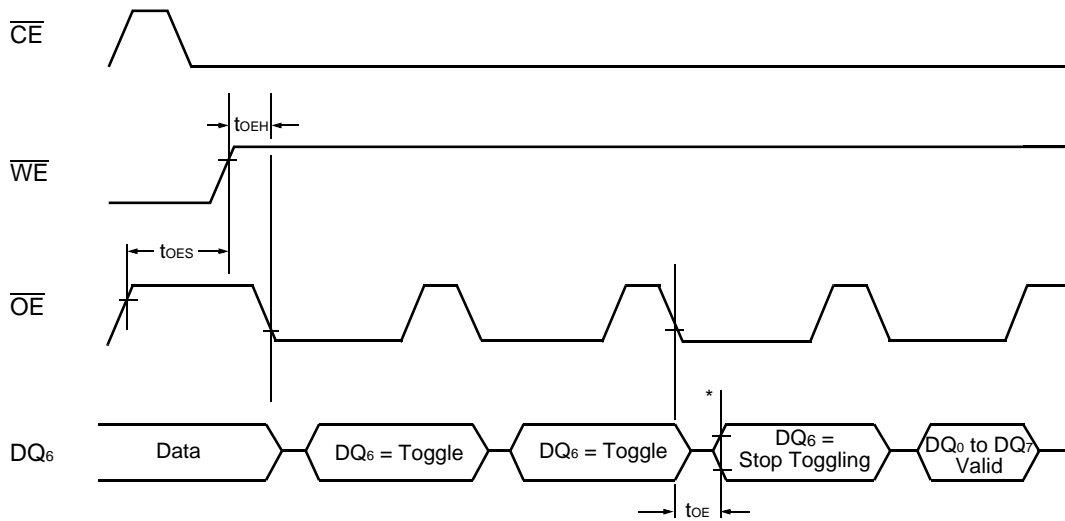 CE
tOEH
WE
tOES
OE
*
DQ6
Data
DQ6 = Toggle
DQ6 = Toggle
DQ6 =
Stop Toggling
DQ0 to DQ7
Valid
tOE